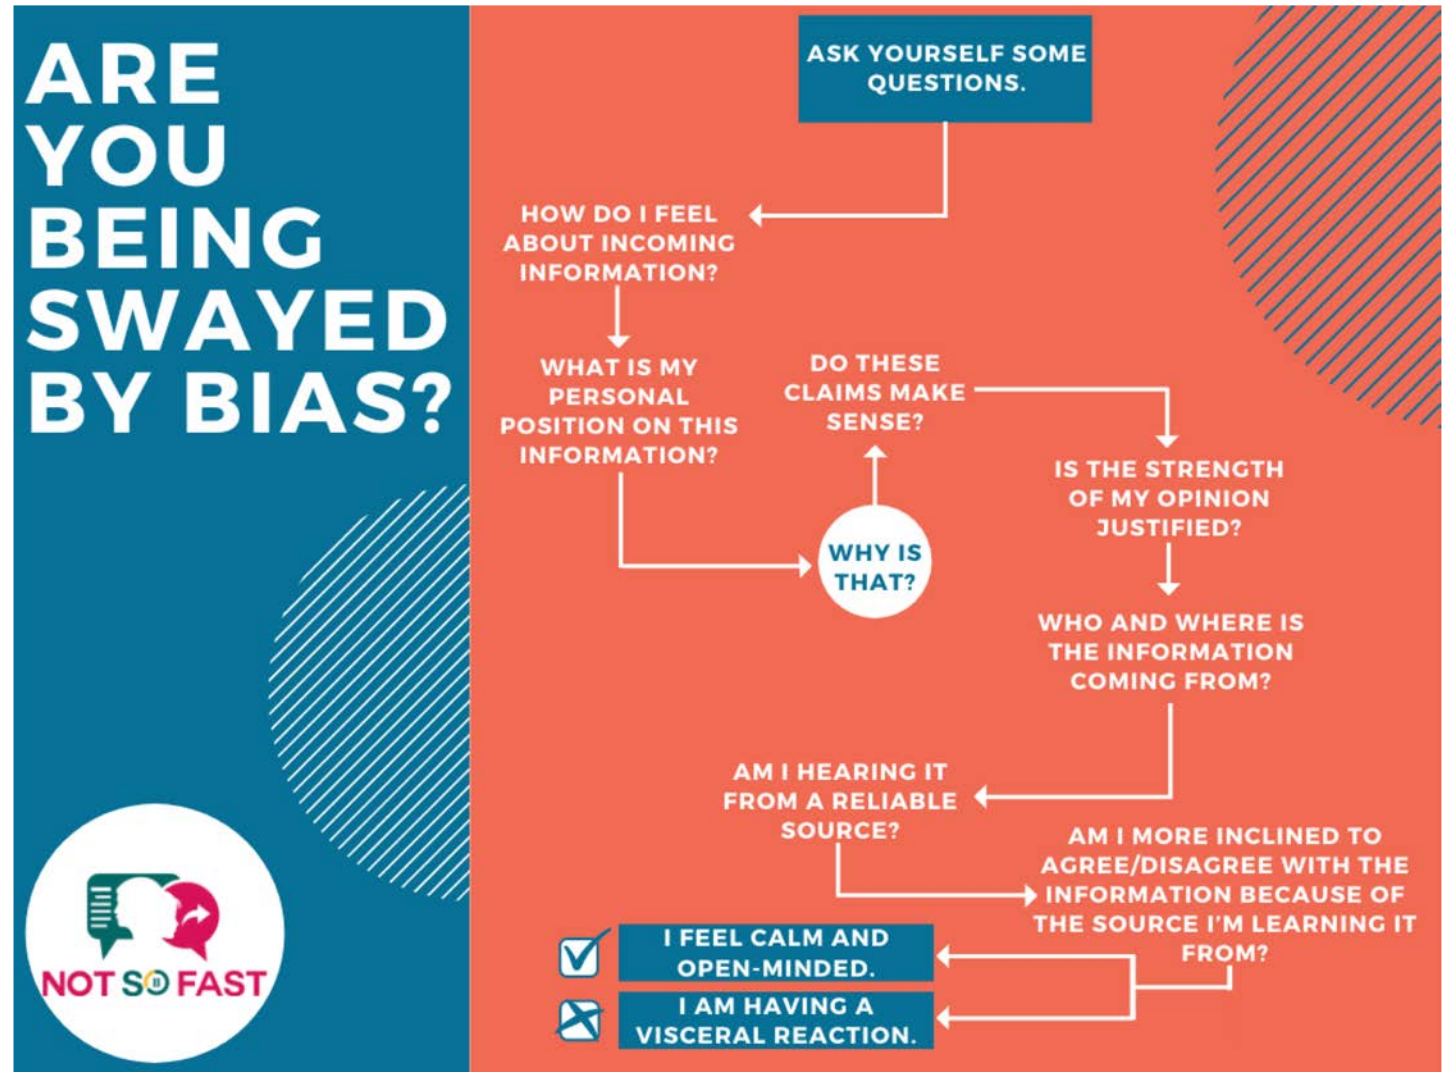 ARE
YOU
BEING
SWAYED
BY BIAS?
NOT SO FAST
ASK YOURSELF SOME
QUESTIONS.
HOW DO I FEEL
ABOUT INCOMING
INFORMATION?
WHAT IS MY
PERSONAL
POSITION ON THIS
INFORMATION?
WHY IS
THAT?
DO THESE
CLAIMS MAKE
SENSE?
IS THE STRENGTH
OF MY OPINION
JUSTIFIED?
WHO AND WHERE IS
THE INFORMATION
COMING FROM?
AM I HEARING IT
FROM A RELIABLE
SOURCE?
AM I MORE INCLINED TO
AGREE/DISAGREE WITH THE
INFORMATION BECAUSE OF
THE SOURCE I'M LEARNING IT
FROM?
I FEEL CALM AND
OPEN-MINDED.
I AM HAVING A
VISCERAL REACTION.